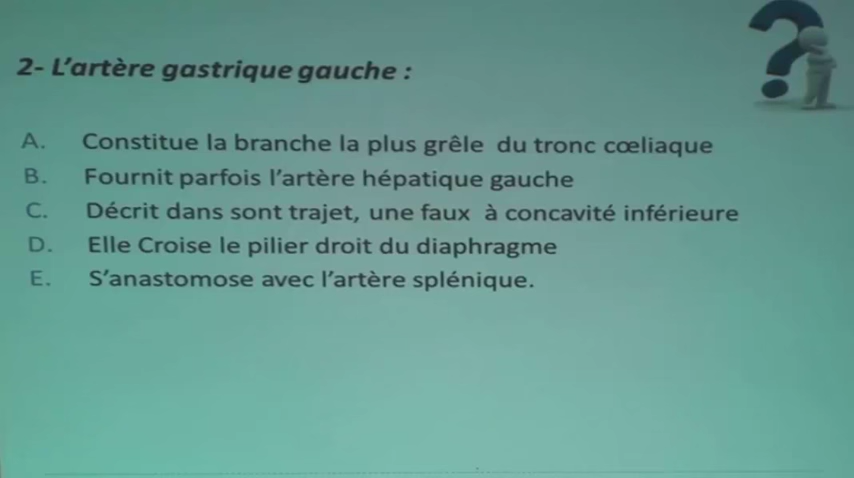 2- L'artère gastrique gauche :
A. Constitue la branche la plus grêle du tronc cœliaque
B. Fournit parfois l'artère hépatique gauche
C. Décrit dans sont trajet, une faux à concavité inférieure
D. Elle Croise le pilier droit du diaphragme
E. S'anastomose avec l'artère splénique.